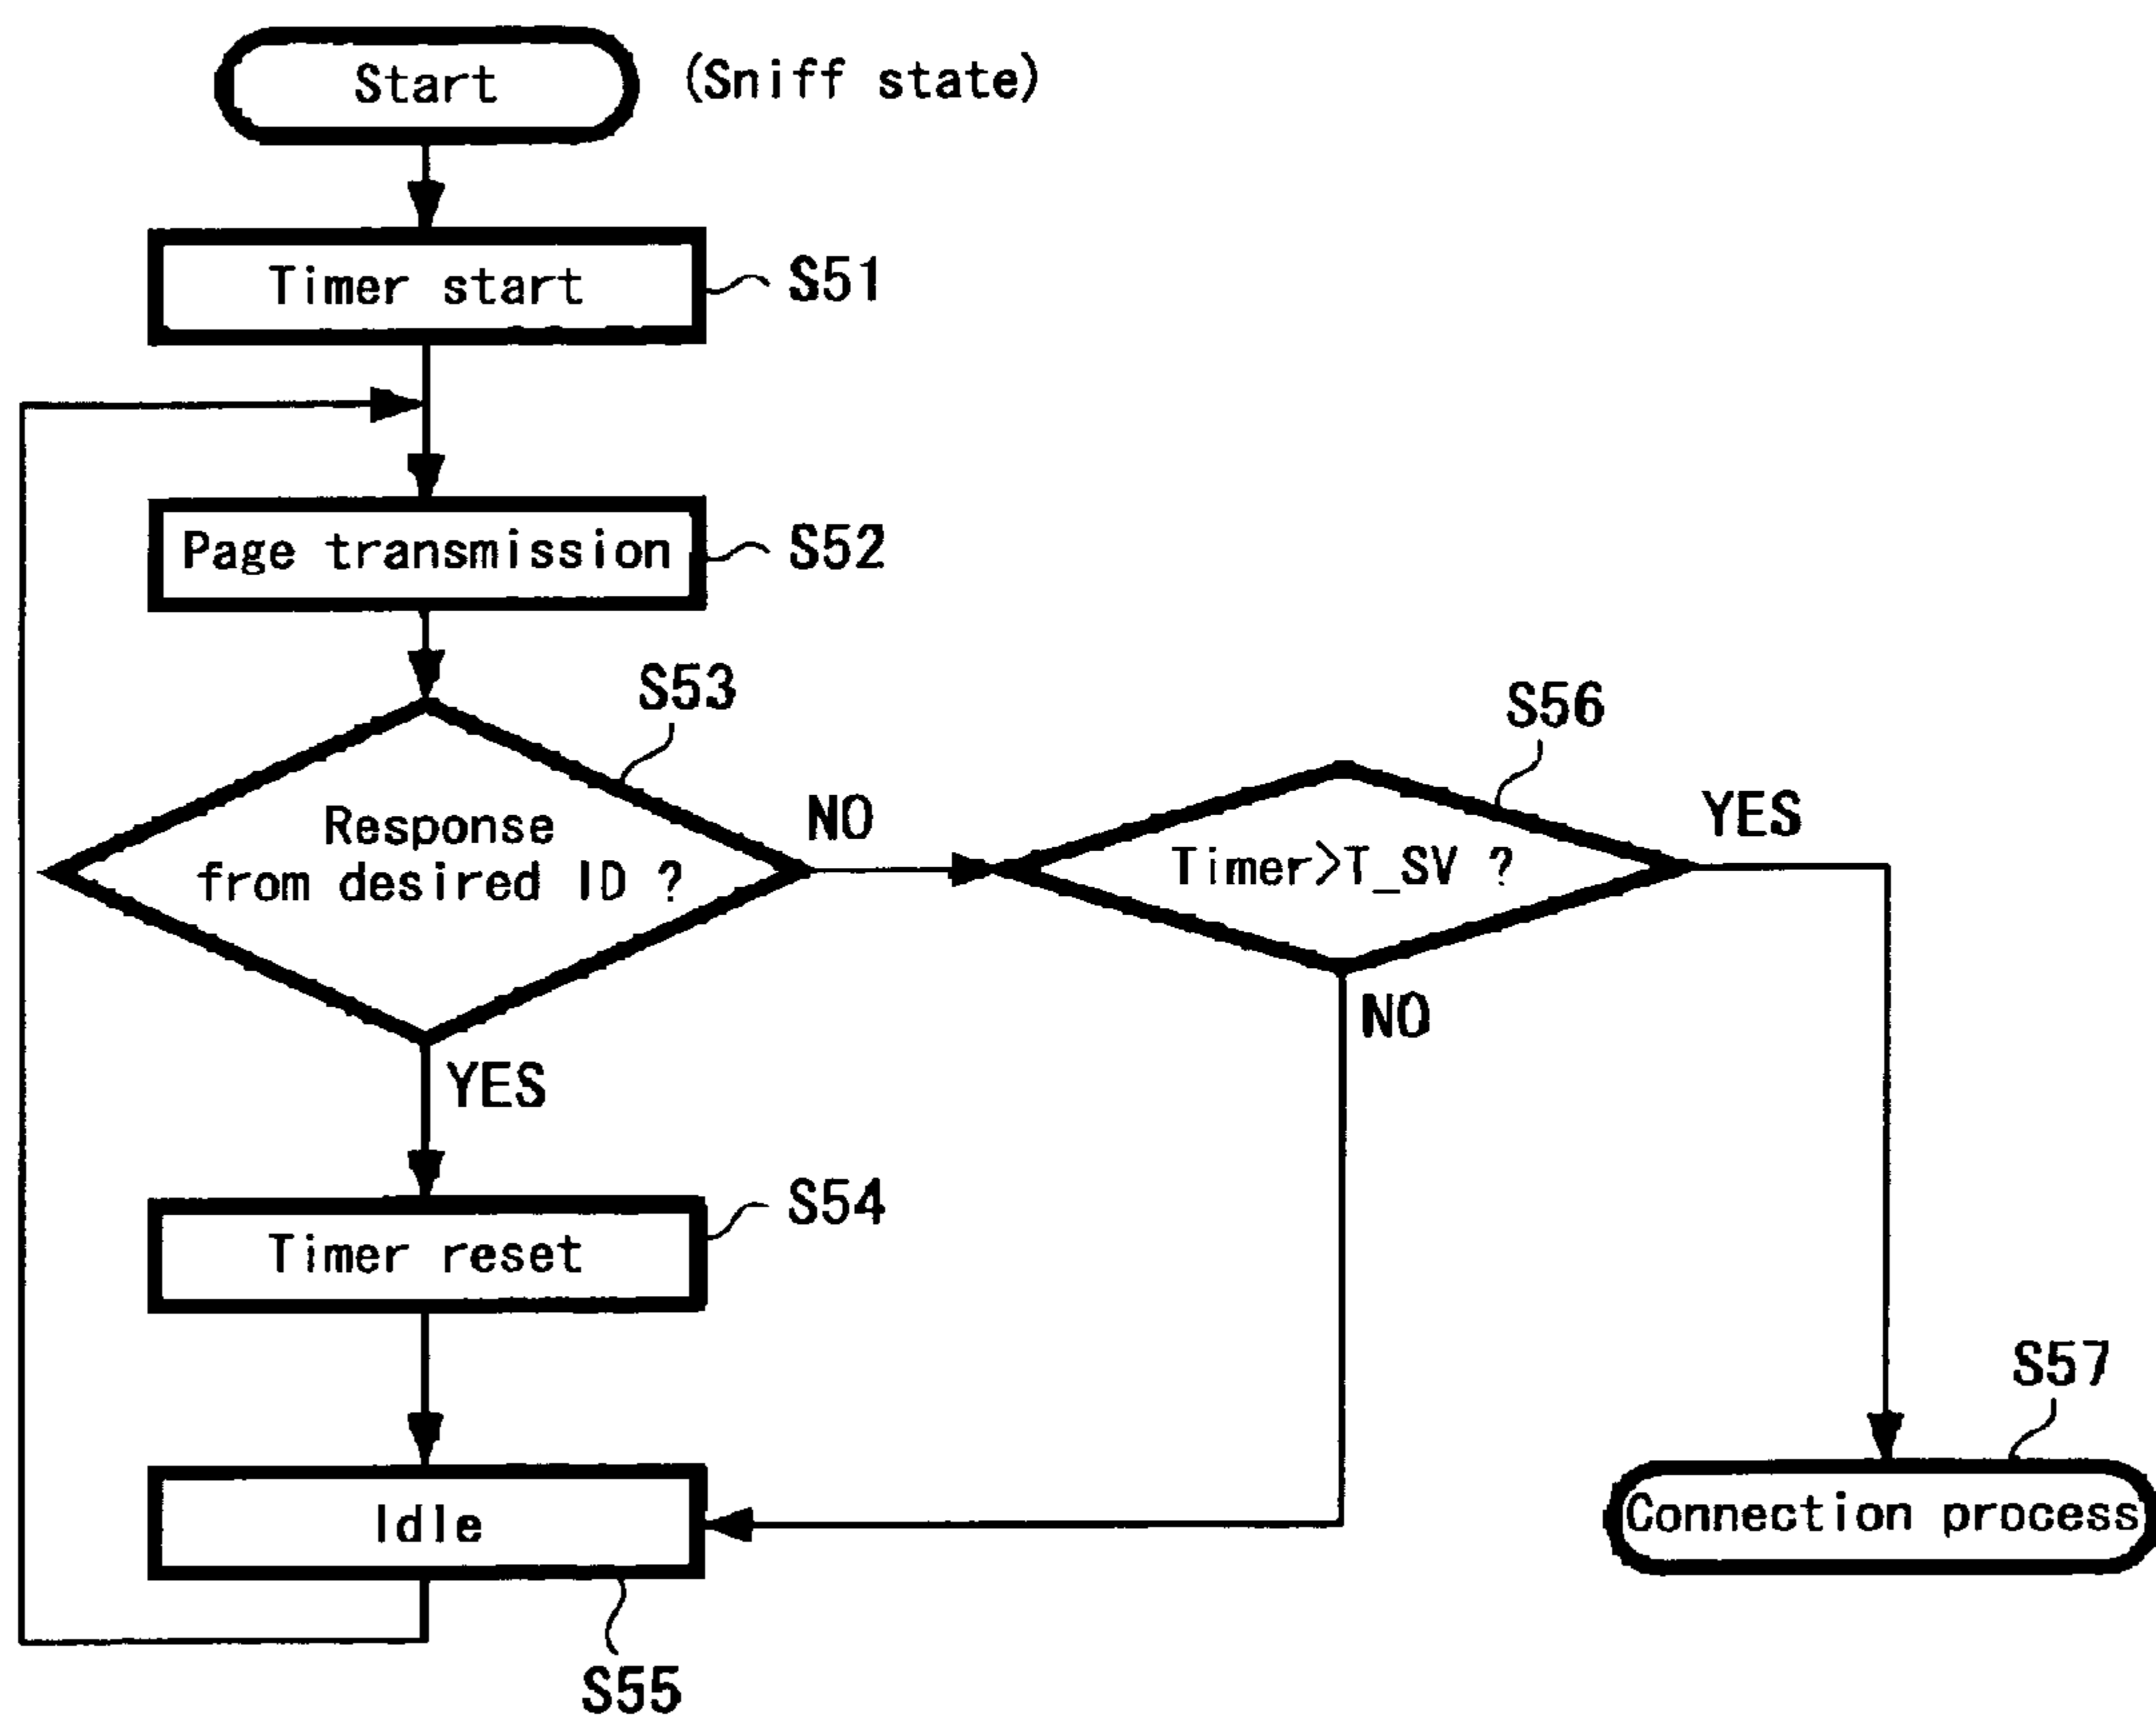 Start
(Sniff state)
Timer start
S51
Page transmission
S52
S53
Response
from desired ID ?
NO
S56
Timer>T_SV ?
YES
NO
YES
Timer reset
S54
Idle
S55
S57
Connection process